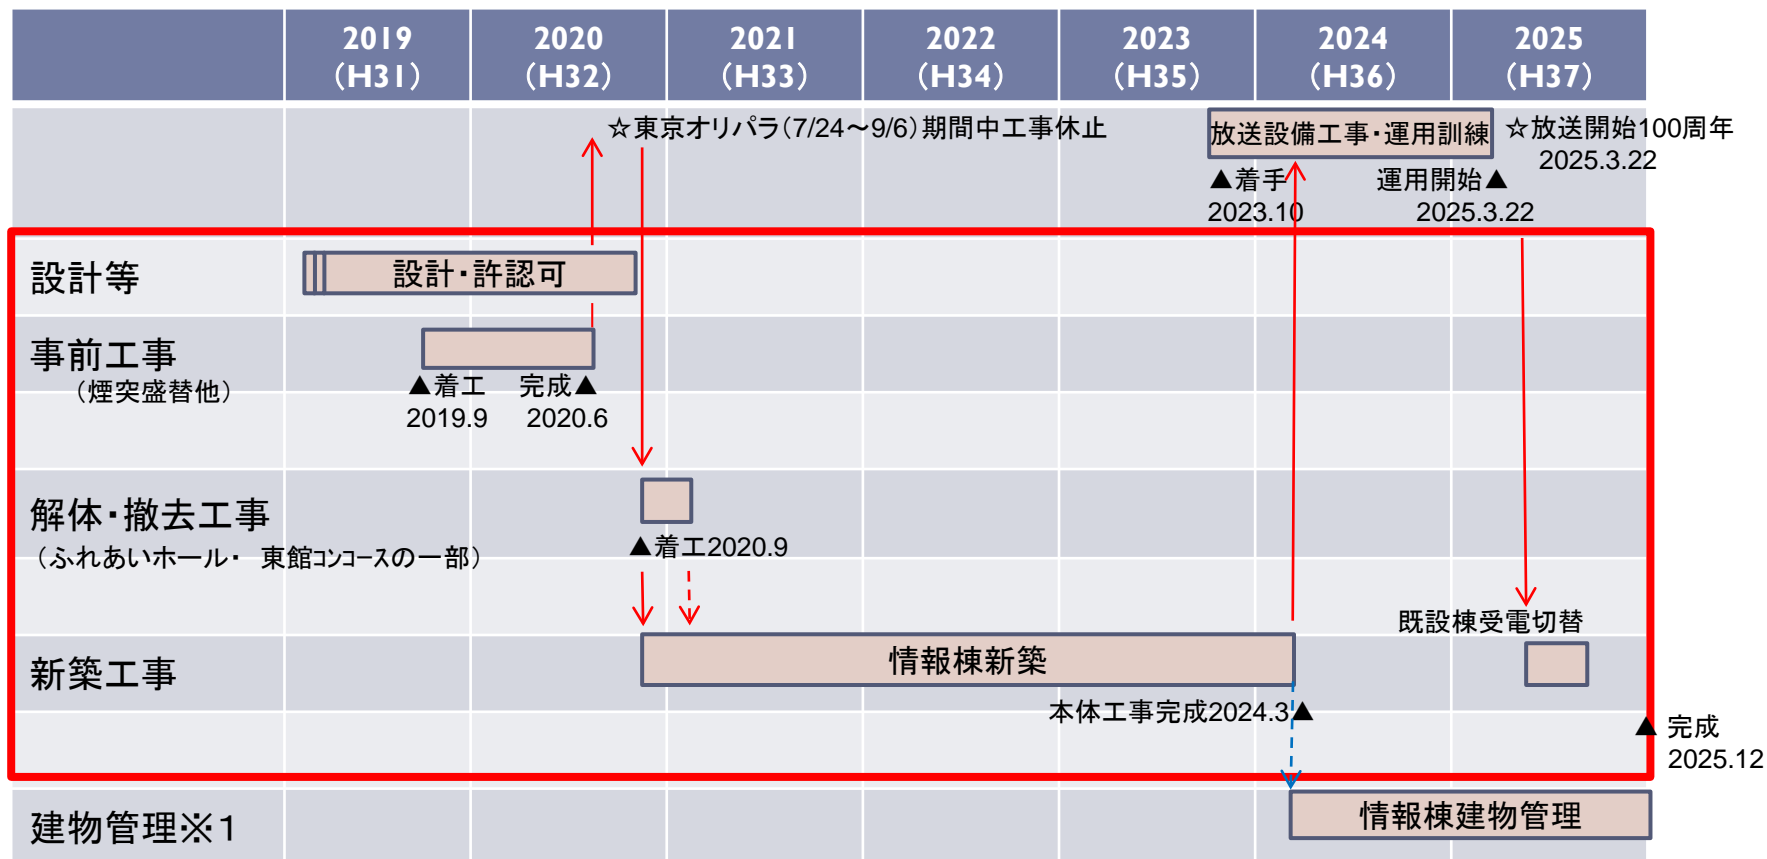 2019 2020 2021 2022 2023 2024 2025
（H31） （H32） （H33） （H34） （H35） （H36） （H37）
☆東京オリパラ（7/24～9/6）期間中工事休止
放送設備工事・運用訓練
☆放送開始100周年
2025.3.22
▲着手
2023.10
運用開始▲
2025.3.22
設計等
設計・許認可
事前工事
（煙突盛替他）
▲着工
2019.9
完成▲
2020.6
解体・撤去工事
（ふれあいホール・ 東館ｺﾝｺｰｽの一部）
▲着工2020.9
既設棟受電切替
新築工事
情報棟新築
本体工事完成2024.3▲
▲ 完成
2025.12
建物管理※1
情報棟建物管理